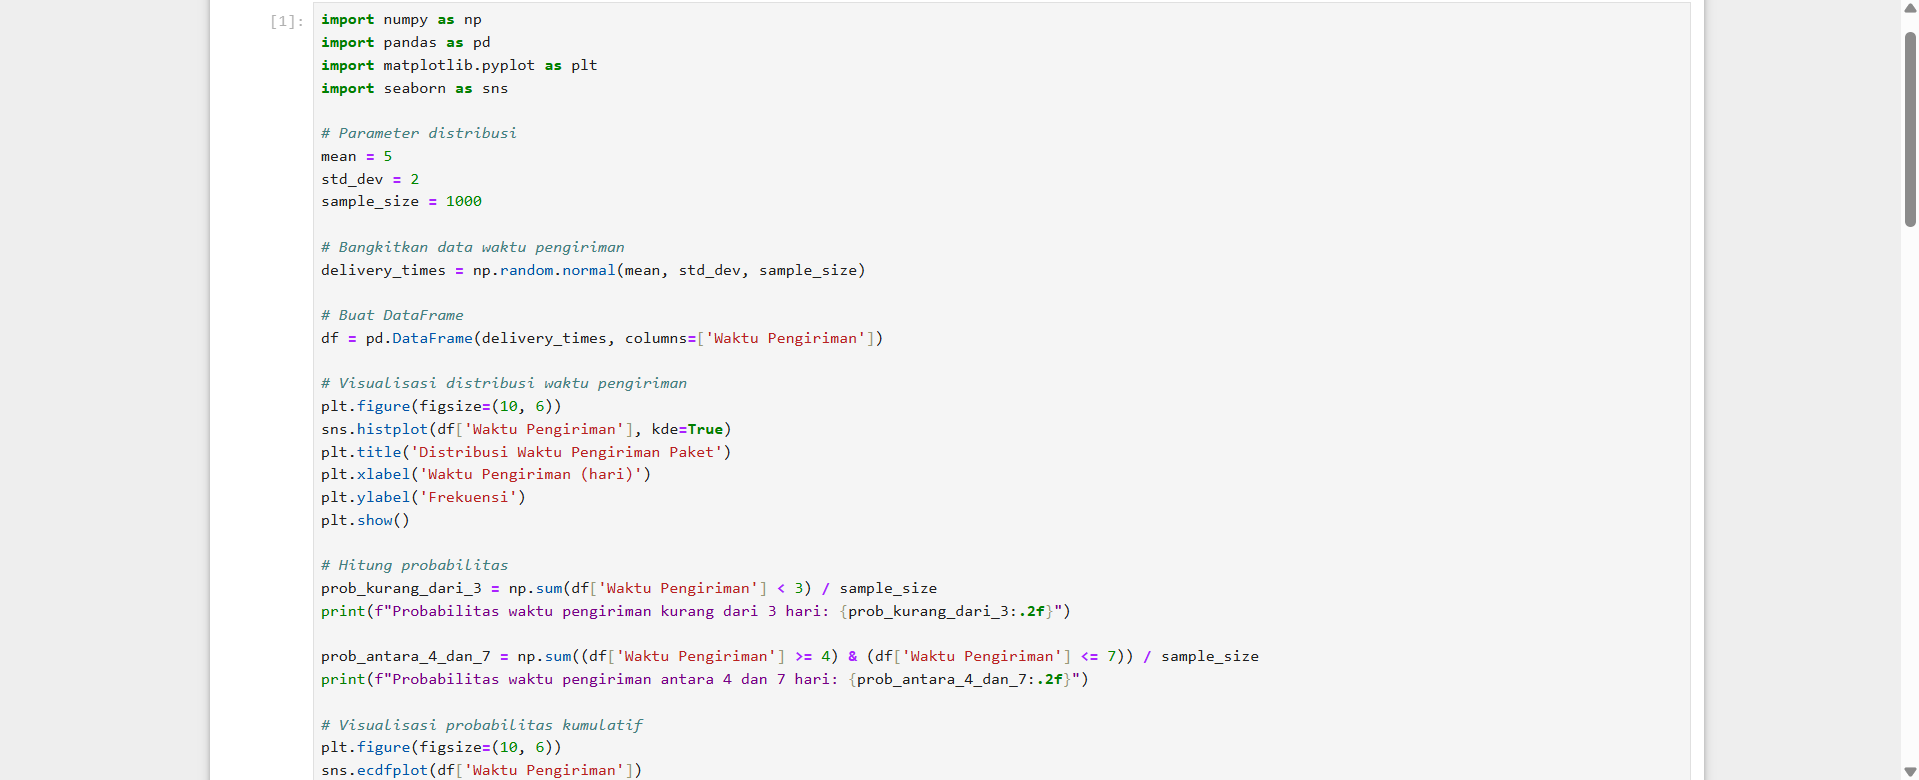 [1]:
import numpy as np
import pandas as pd
import matplotlib.pyplot as plt
import seaborn as sns
# Parameter distribusi
mean = 5
std_dev = 2
sample_size = 1000
# Bangkitkan data waktu pengiriman
delivery_times = np.random.normal(mean, std_dev, sample_size)
# Buat DataFrame
df = pd.DataFrame(delivery_times, columns=['Waktu Pengiriman'])
# Visualisasi distribusi waktu pengiriman
plt.figure(figsize=(10, 6))
sns.histplot(df['Waktu Pengiriman'], kde=True)
plt.title('Distribusi Waktu Pengiriman Paket')
plt.xlabel('Waktu Pengiriman (hari)')
plt.ylabel('Frekuensi')
plt.show()
# Hitung probabilitas
prob_kurang_dari_3 = np.sum(df['Waktu Pengiriman'] < 3) / sample_size
print(f"Probabilitas waktu pengiriman kurang dari 3 hari: {prob_kurang_dari_3:.2f}")
prob_antara_4_dan_7 = np.sum((df['Waktu Pengiriman'] >= 4) & (df['Waktu Pengiriman'] <= 7)) / sample_size
print(f"Probabilitas waktu pengiriman antara 4 dan 7 hari: {prob_antara_4_dan_7:.2f}")
# Visualisasi probabilitas kumulatif
plt.figure(figsize=(10, 6))
sns.ecdfplot(df['Waktu Pengiriman'])